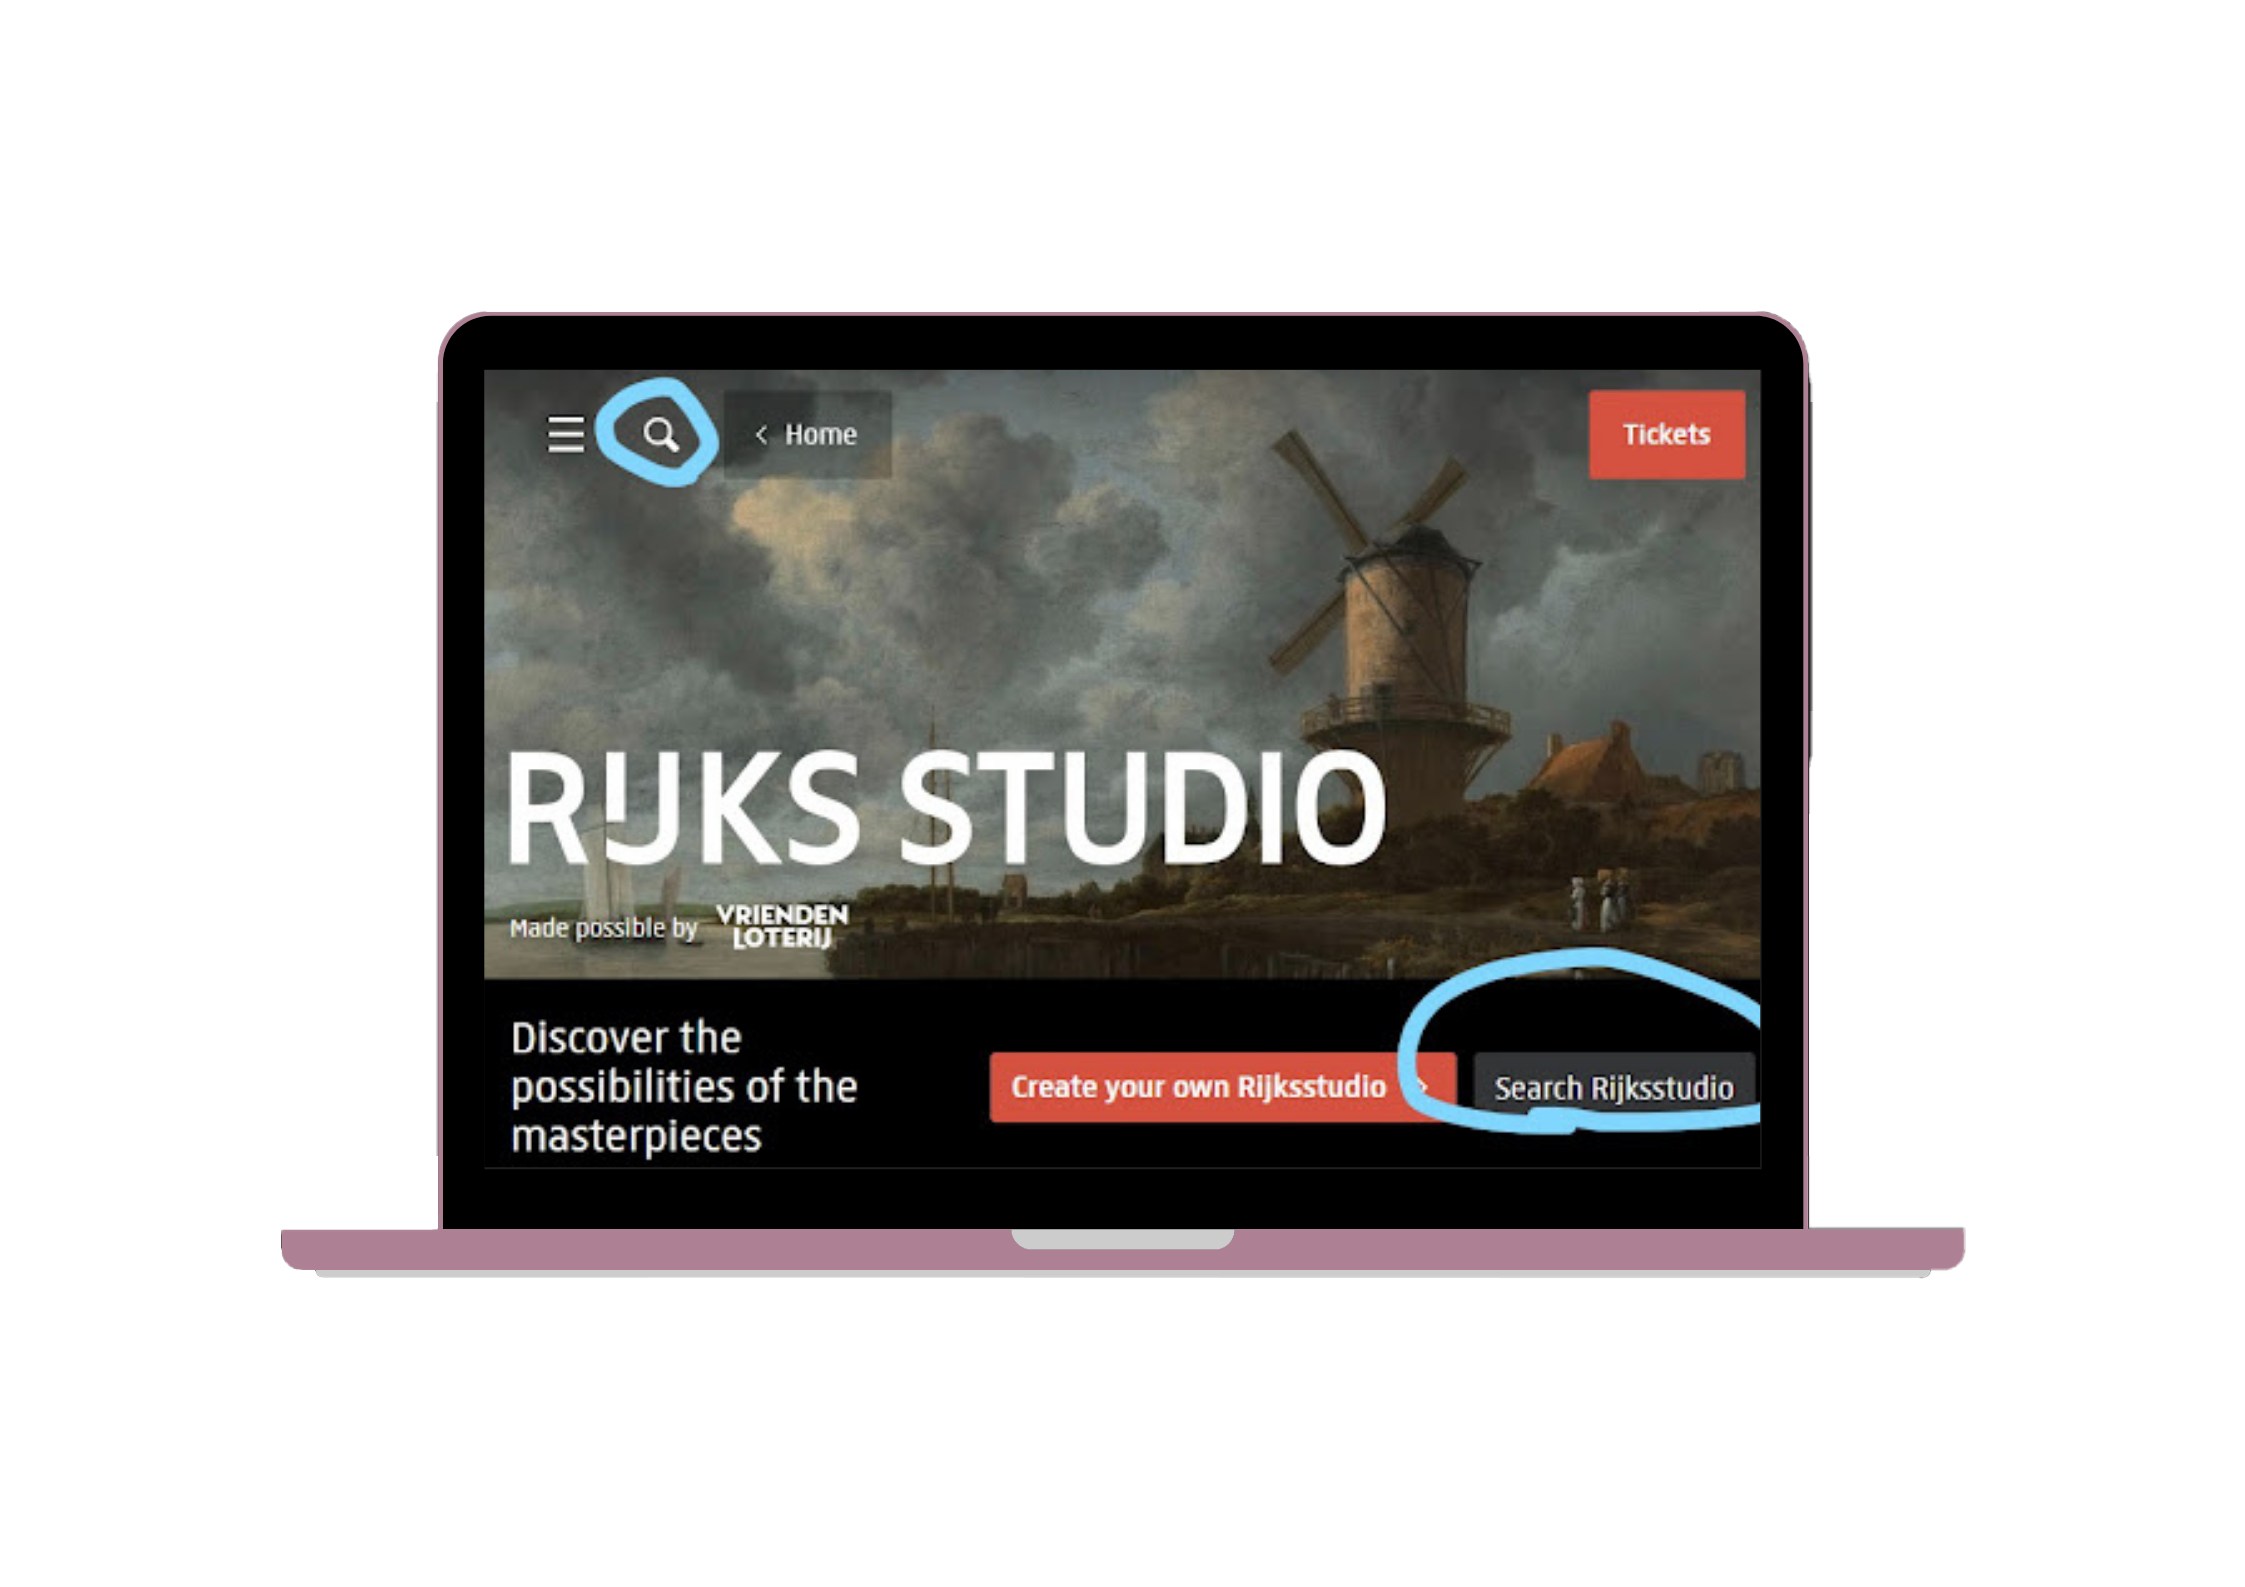 Home
Tickets
RIJKS STUDIO
Made possible by
VRIENDEN
LOTERIJ
Discover the
possibilities of the
masterpieces
Create your own Rijksstudio
Search Rijksstudio